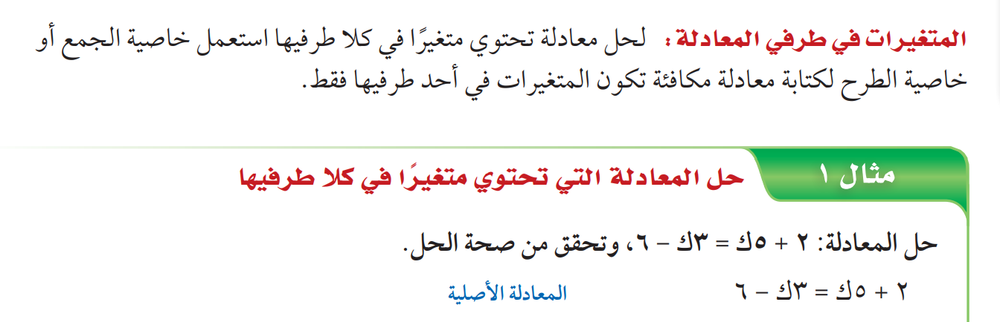 المتغيرات في طرفي المعادلة: لحل معادلة تحتوي متغيرًا في كلا طرفيها استعمل خاصية الجمع أو
خاصية الطرح لكتابة معادلة مكافئة تكون المتغيرات في أحد طرفيها فقط.
مثال ١ حل المعادلة التي تحتوي متغيرًا في كلا طرفيها
حل المعادلة: ٢ + ٥ك = ٣ك – ٦، وتحقق من صحة الحل.
٢ + ٥ك = ٣ك – ٦ المعادلة الأصلية